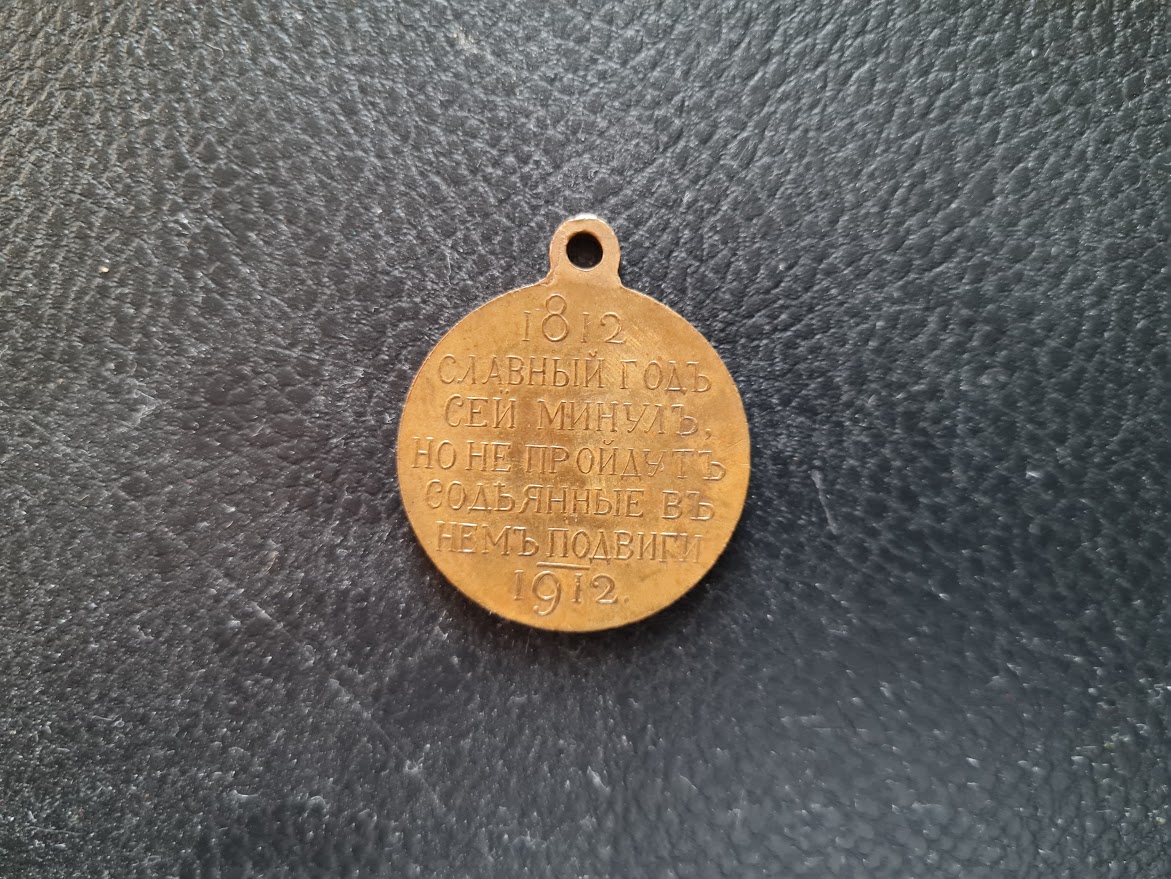 1812
СЛАВНЫЙ ГОДЪ
СЕЙ МИНУЛЪ,
НО НЕ ПРОЙДУТЪ
СОДѢЯННЫЕ ВЪ
НЕМЪ ПОДВИГИ
1912.